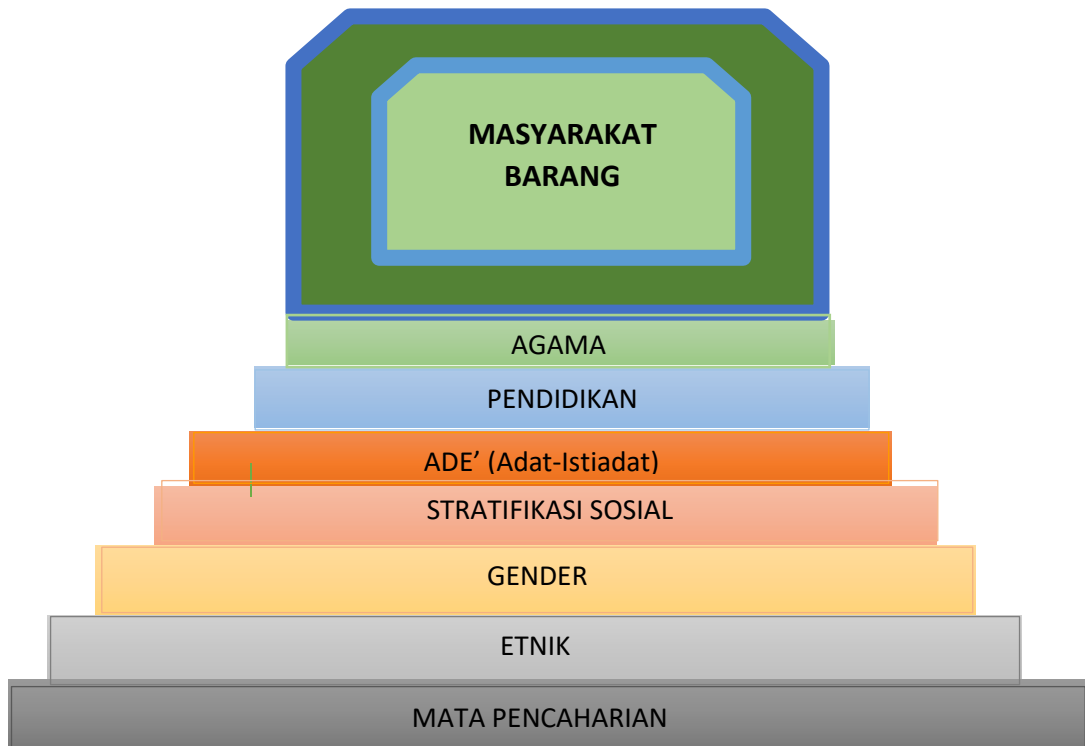 MASYARAKAT
BARANG
AGAMA
PENDIDIKAN
ADE’ (Adat-Istiadat)
STRATIFIKASI SOSIAL
GENDER
ETNIK
MATA PENCAHARIAN